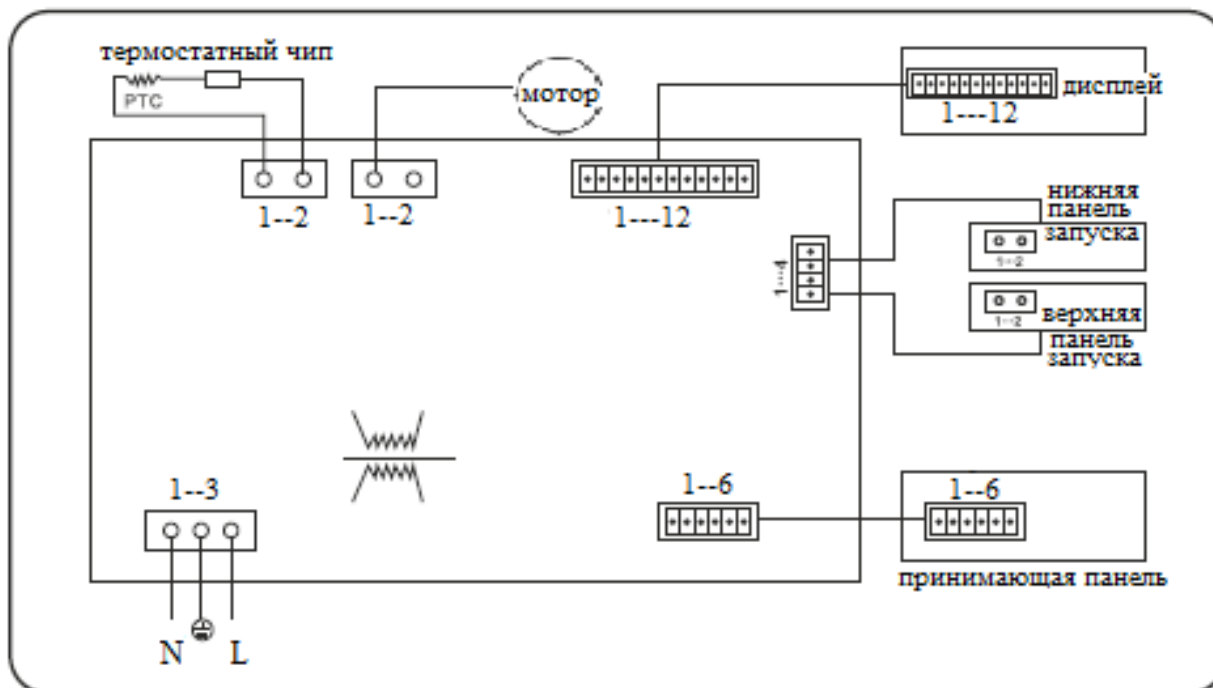 термостатный чип
PTC
мотор
дисплей
1---12
1--2
1--2
1---12
нижняя
панель
запуска
1---2
1---4
1---2
верхняя
панель
запуска
1--3
1--6
1--6
принимающая панель
N
L